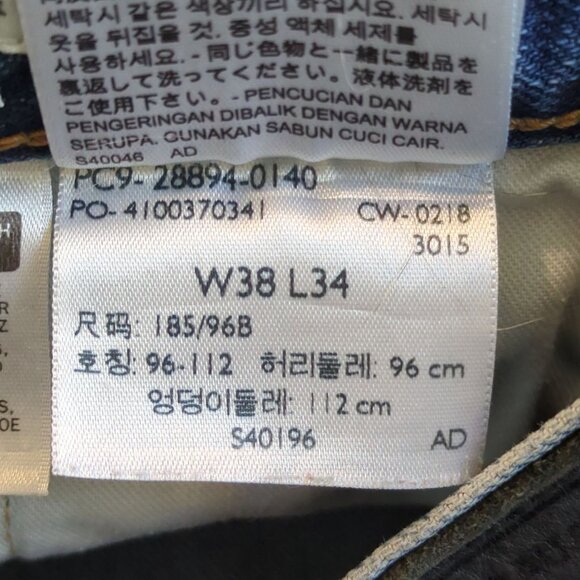 세탁시 같은 색상끼리 하십시요. 세탁시
옷을 뒤집을 것. 중성 액체 세제를
사용하십시요. - 同じ色物と一緒に製品を
裏返して洗ってください。液体洗剤を
ご使用下さい。- PENCUCIAN DAN
PENGERINGAN DIBALIK DENGAN WARNA
SERUPA. GUNAKAN SABUN CUCI CAIR.
S40046 AD
PC9- 28894-0140
PO- 4100370341 CW- 0218
3015
W38 L34
尺码: 185/96B
호칭: 96-112 허리둘레: 96 cm
엉덩이둘레: 112 cm
S40196 AD
H
R
Z
S,
OE